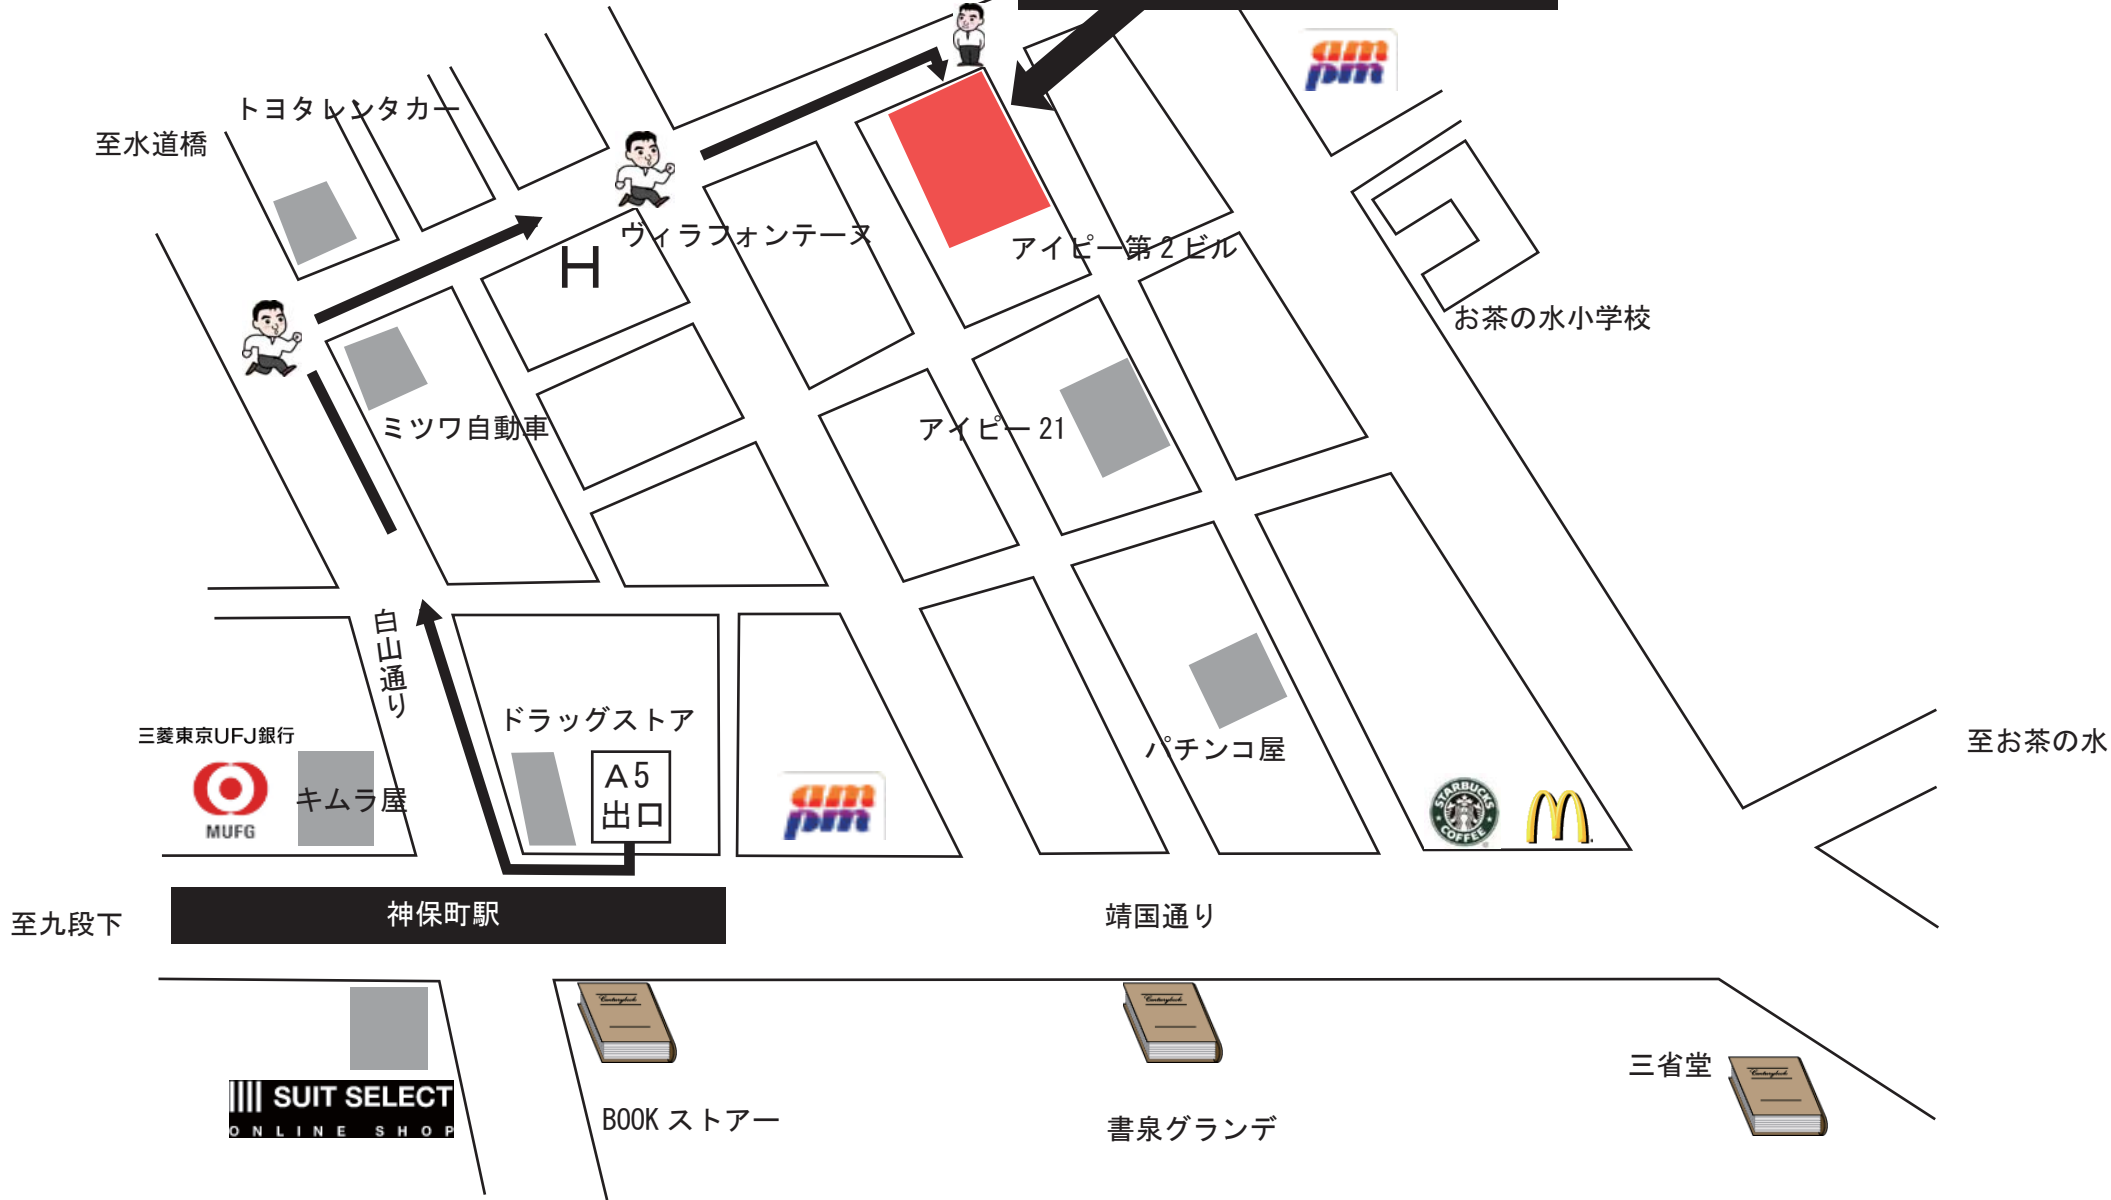 am
pm
トヨタレンタカー
至水道橋
ヴィラフォンテーヌ
H
アイピー第２ビル
お茶の水小学校
ミツワ自動車
アイピー 21
白山通り
ドラッグストア
三菱東京UFJ銀行
キムラ屋
MUFG
A5
出口
am
pm
パチンコ屋
STARBUCKS
COFFEE
至お茶の水
至九段下
神保町駅
靖国通り
SUIT SELECT
ONLINE SHOP
BOOK ストアー
書泉グランデ
三省堂